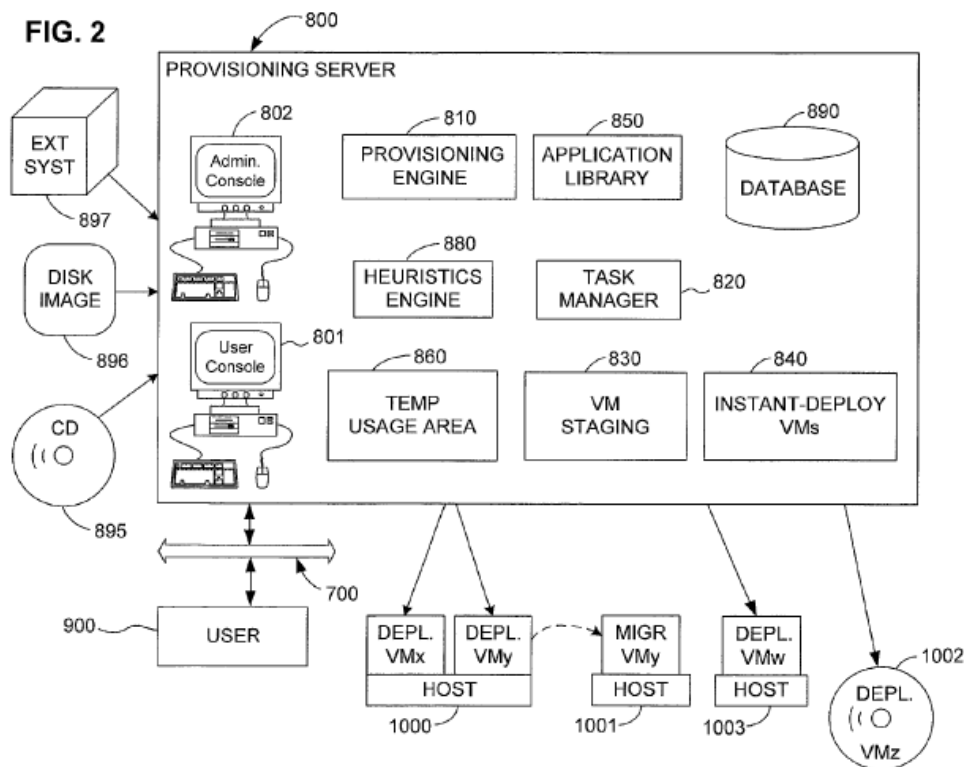 FIG. 2
800
PROVISIONING SERVER
EXT
SYST
897
802
Admin.
Console
810
PROVISIONING
ENGINE
850
APPLICATION
LIBRARY
890
DATABASE
DISK
IMAGE
896
880
HEURISTICS
ENGINE
TASK
MANAGER
820
User
Console
801
CD
895
860
TEMP
USAGE AREA
830
VM
STAGING
840
INSTANT-DEPLOY
VMs
700
900
USER
DEPL.
VMx
DEPL.
VMy
HOST
1000
MIGR
VMy
HOST
1001
DEPL.
VMw
HOST
1003
1002
DEPL.
VMz